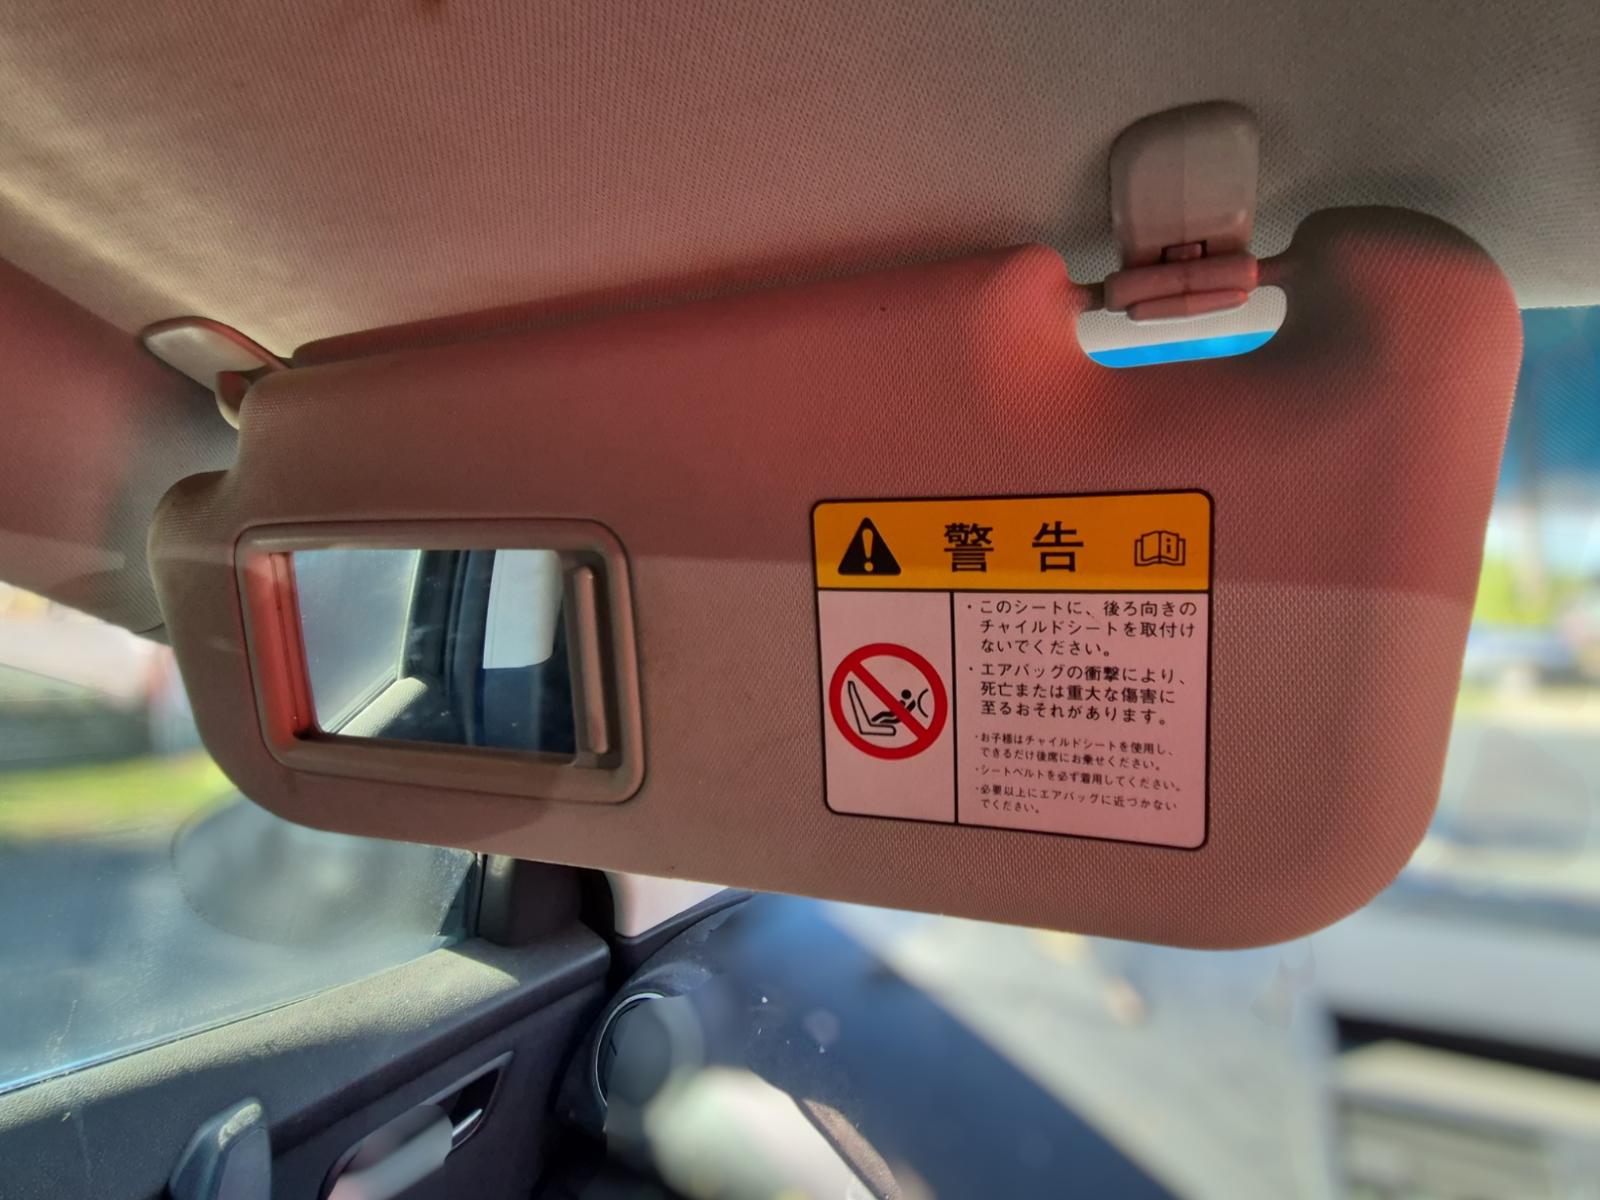 警告
・このシートに、後ろ向きの
チャイルドシートを取付け
ないでください。
・エアバッグの衝撃により、
死亡または重大な傷害に
至るおそれがあります。
・お子様はチャイルドシートを使用し、
できるだけ後席にお乗せください。
・シートベルトを必ず着用してください。
・必要以上にエアバッグに近づかない
でください。